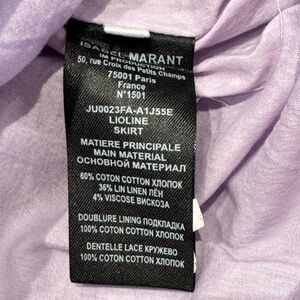 ISABEL MARANT
IM PRODUCTION
50, rue Croix des Petits Champs
75001 Paris
France
N°1501
JU0023FA-A1J55E
LIOLINE
SKIRT
MATIERE PRINCIPALE
MAIN MATERIAL
ОСНОВНОЙ МАТЕРИАЛ
60% COTON COTTON ХЛОПОК
36% LIN LINEN ЛЁН
4% VISCOSE ВИСКОЗА
DOUBLURE LINING ПОДКЛАДКА
100% COTON COTTON ХЛОПОК
DENTELLE LACE КРУЖЕВО
100% COTON COTTON ХЛОПОК